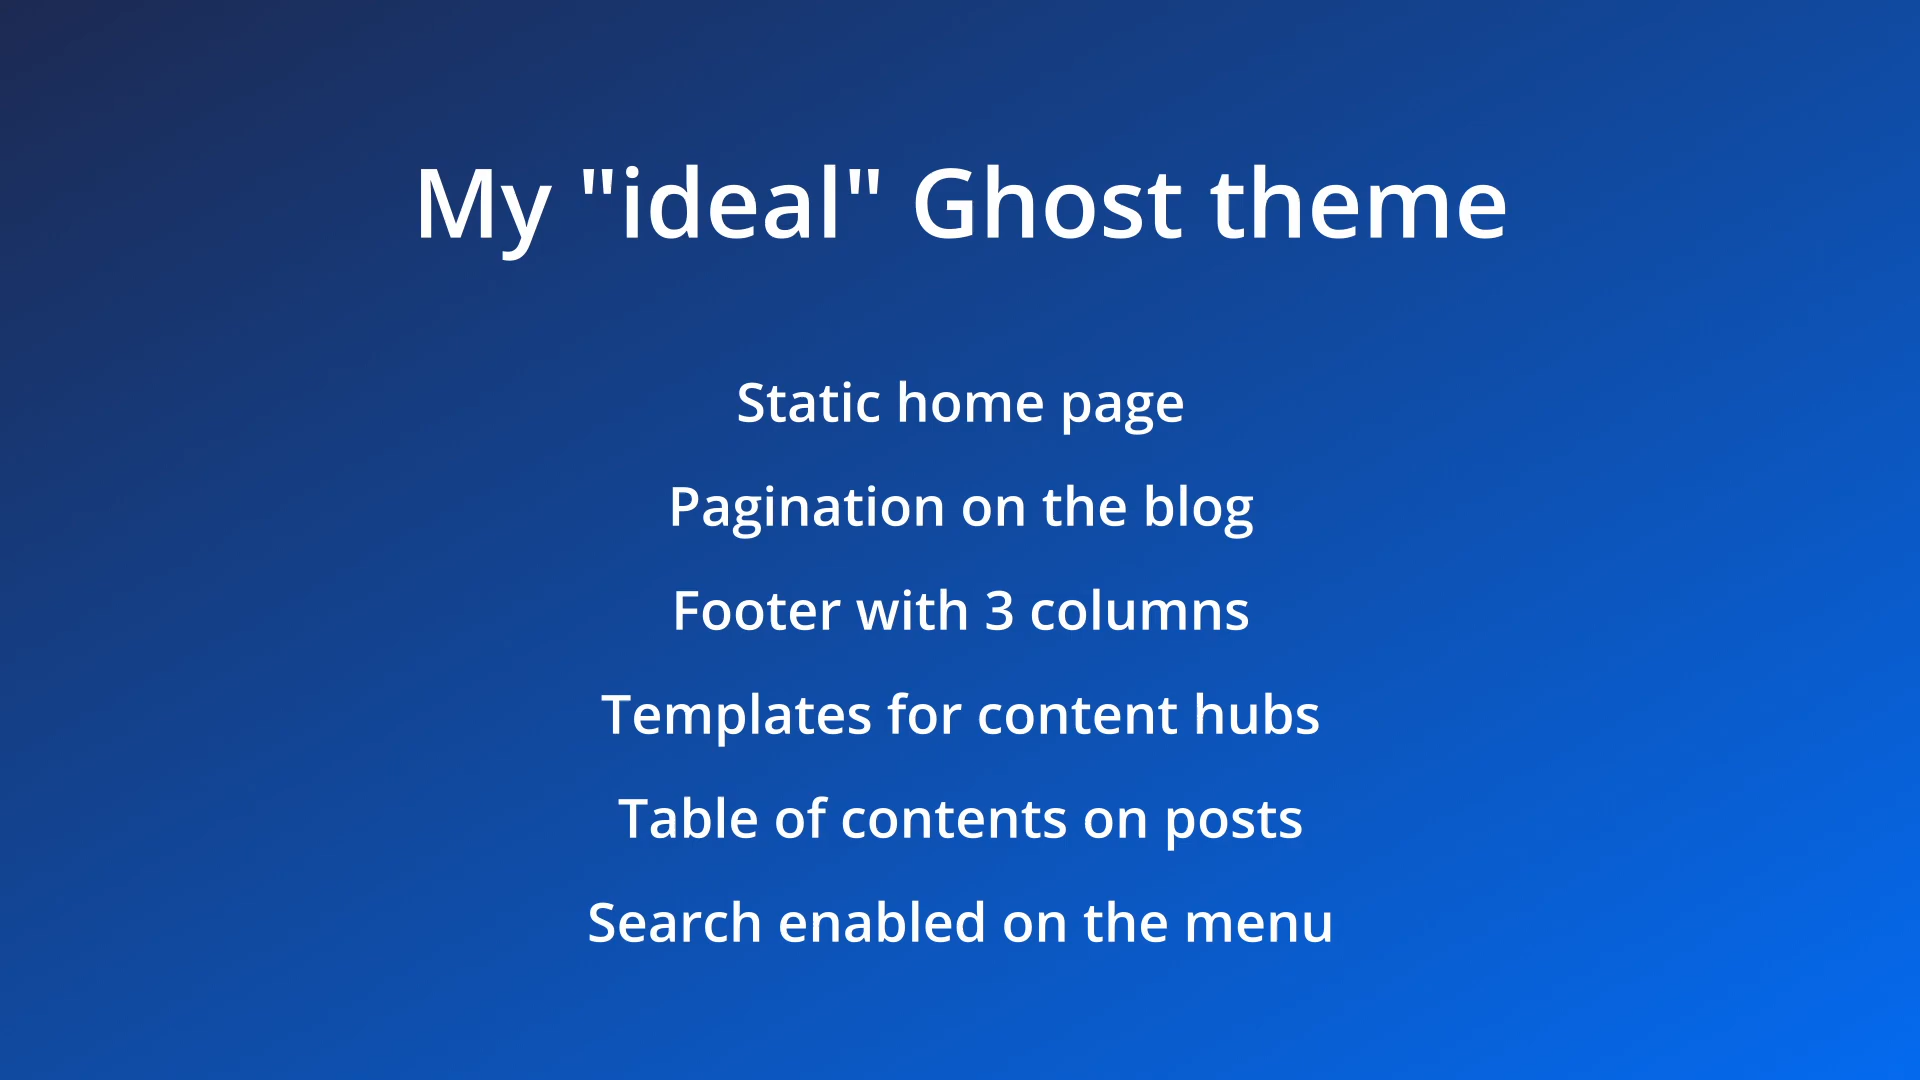 My "ideal" Ghost theme
Static home page
Pagination on the blog
Footer with 3 columns
Templates for content hubs
Table of contents on posts
Search enabled on the menu